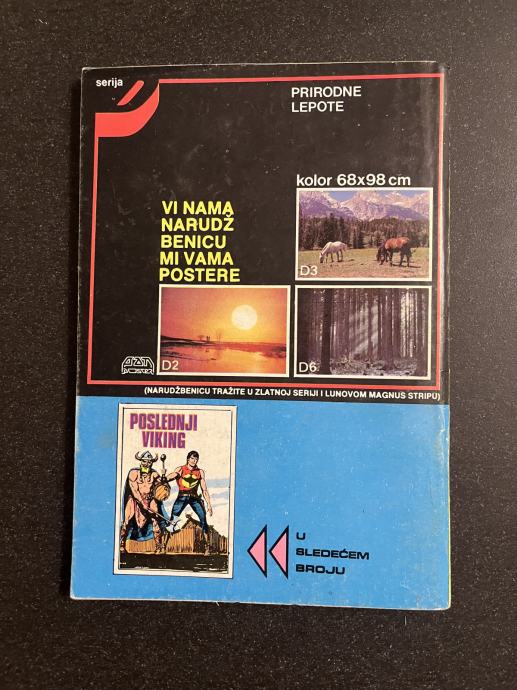 serija
PRIRODNE
LEPOTE
kolor 68x98 cm
VI NAMA
NARUDŽ
BENICU
MI VAMA
POSTERE
D3
D2
D6
(NARUDŽBENICU TRAŽITE U ZLATNOJ SERIJI I LUNOVOM MAGNUS STRIPU)
POSLEDNJI
VIKING
U
SLEDEĆEM
BROJU